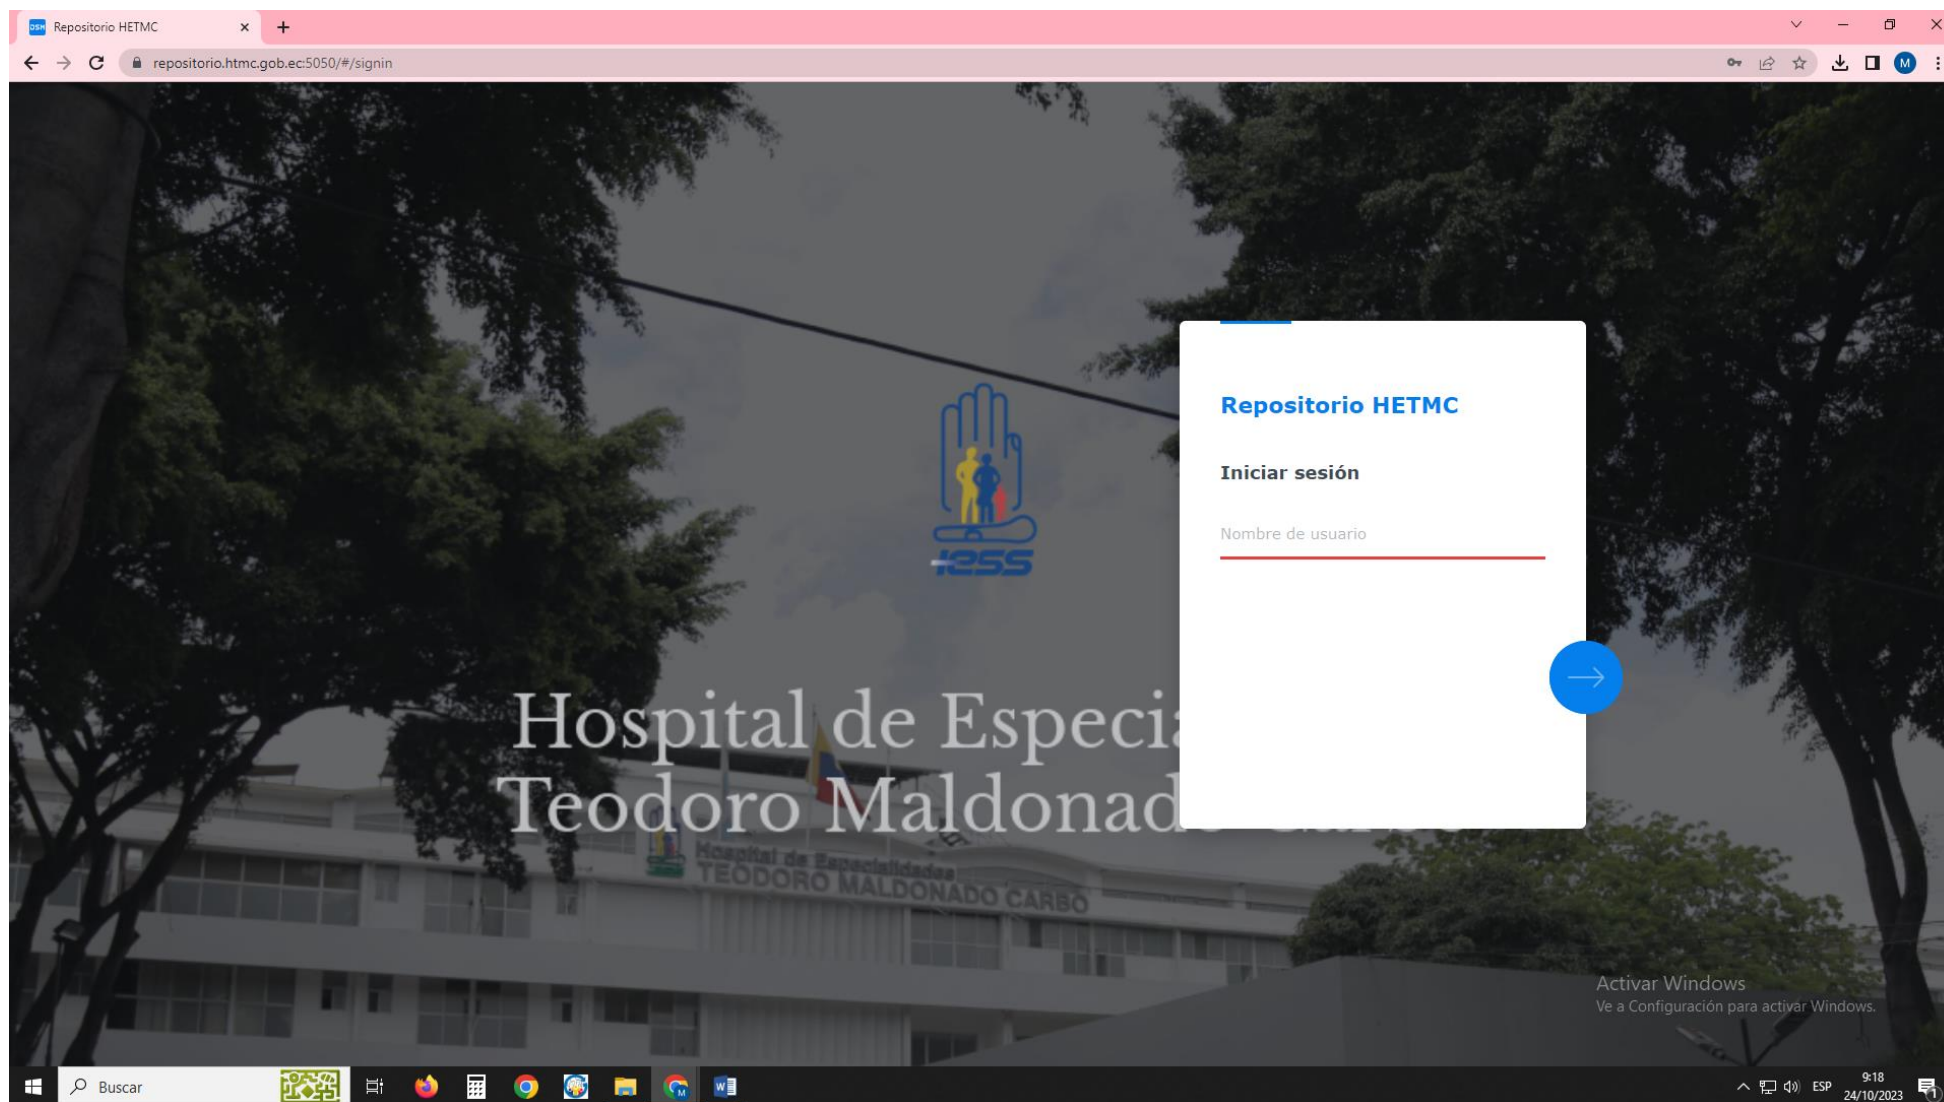 DSM Repositorio HETMC
repositorio.htmc.gob.ec:5050/#/signin
M
Repositorio HETMC
Iniciar sesión
Nombre de usuario
IESS
Hospital de Especi
Teodoro Maldonad
Hospital de Especialidades
TEODORO MALDONADO CARBO
Activar Windows
Ve a Configuración para activar Windows.
Buscar
M
W
ESP
9:18
24/10/2023
1